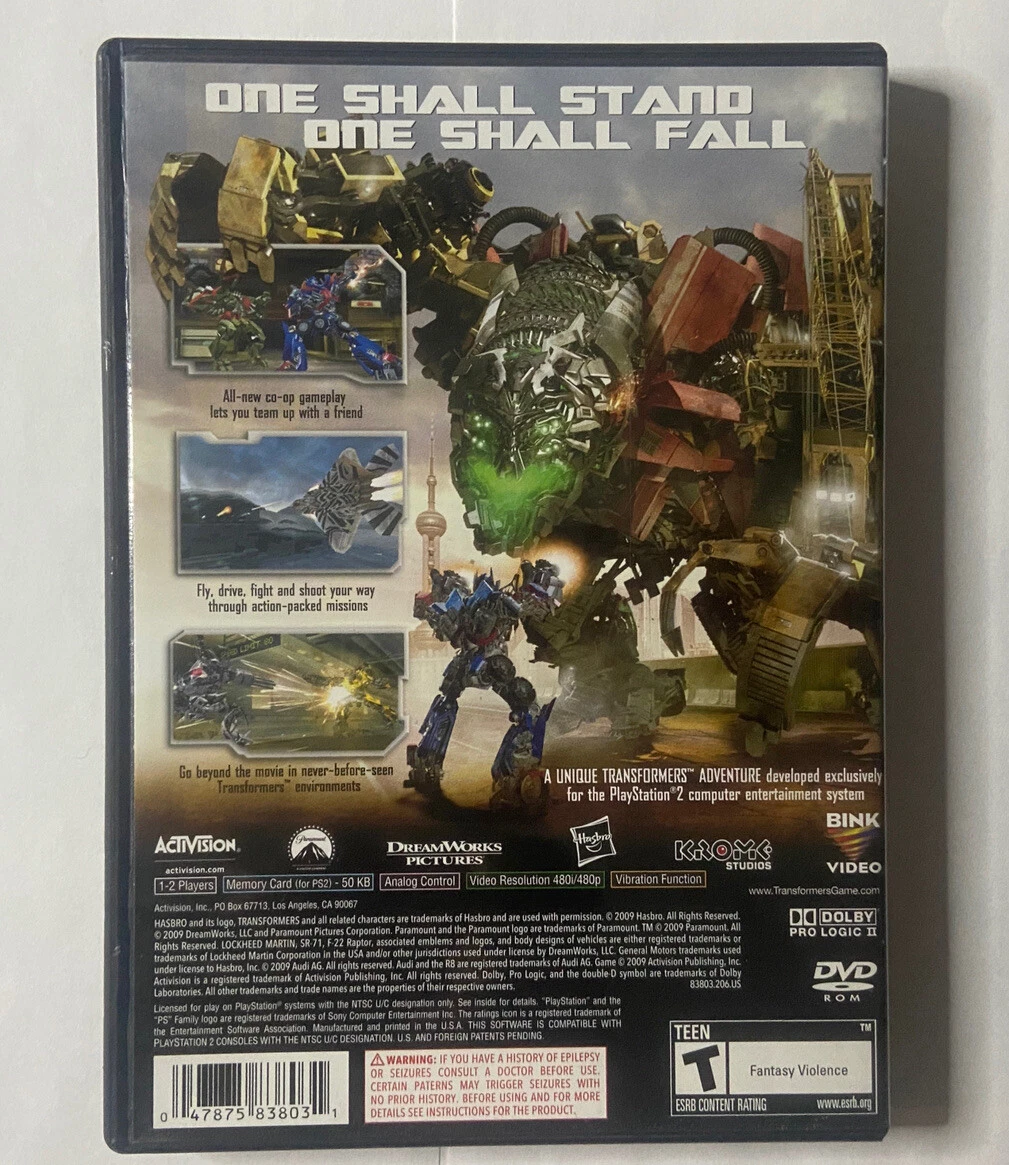 ONE SHALL STAND
ONE SHALL FALL
All-new co-op gameplay
lets you team up with a friend
Fly, drive, fight and shoot your way
through action-packed missions
Go beyond the movie in never-before-seen
Transformers™ environments
A UNIQUE TRANSFORMERS™ ADVENTURE developed exclusively
for the PlayStation®2 computer entertainment system
ACTIVISION®
activision.com
Paramount
DREAMWORKS
PICTURES
Hasbro
KROME
STUDIOS
BINK
VIDEO
1-2 Players
Memory Card (for PS2) - 50 KB
Analog Control
Video Resolution 480i/480p
Vibration Function
www.TransformersGame.com
Activision, Inc., PO Box 67713, Los Angeles, CA 90067
HASBRO and its logo, TRANSFORMERS and all related characters are trademarks of Hasbro and are used with permission. © 2009 Hasbro. All Rights Reserved.
© 2009 DreamWorks, LLC and Paramount Pictures Corporation. Paramount and the Paramount logo are trademarks of Paramount. TM © 2009 Paramount. All
Rights Reserved. LOCKHEED MARTIN, SR-71, F-22 Raptor, associated emblems and logos, and body designs of vehicles are either registered trademarks or
trademarks of Lockheed Martin Corporation in the USA and/or other jurisdictions used under license by DreamWorks, LLC. General Motors trademarks used
under license to Hasbro, Inc. © 2009 Audi AG. All rights reserved. Audi and the R8 are registered trademarks of Audi AG. Game © 2009 Activision Publishing, Inc.
Activision is a registered trademark of Activision Publishing, Inc. All rights reserved. Dolby, Pro Logic, and the double-D symbol are trademarks of Dolby
Laboratories. All other trademarks and trade names are the properties of their respective owners.
83803.206.US
DOLBY
PRO LOGIC II
DVD
ROM
Licensed for play on PlayStation® systems with the NTSC U/C designation only. See inside for details. "PlayStation" and the
"PS" Family logo are registered trademarks of Sony Computer Entertainment Inc. The ratings icon is a registered trademark of
the Entertainment Software Association. Manufactured and printed in the U.S.A. THIS SOFTWARE IS COMPATIBLE WITH
PLAYSTATION 2 CONSOLES WITH THE NTSC U/C DESIGNATION. U.S. AND FOREIGN PATENTS PENDING.
0 47875 83803 1
WARNING: IF YOU HAVE A HISTORY OF EPILEPSY
OR SEIZURES CONSULT A DOCTOR BEFORE USE.
CERTAIN PATERNS MAY TRIGGER SEIZURES WITH
NO PRIOR HISTORY. BEFORE USING AND FOR MORE
DETAILS SEE INSTRUCTIONS FOR THE PRODUCT.
TEEN ™
T
Fantasy Violence
ESRB CONTENT RATING www.esrb.org